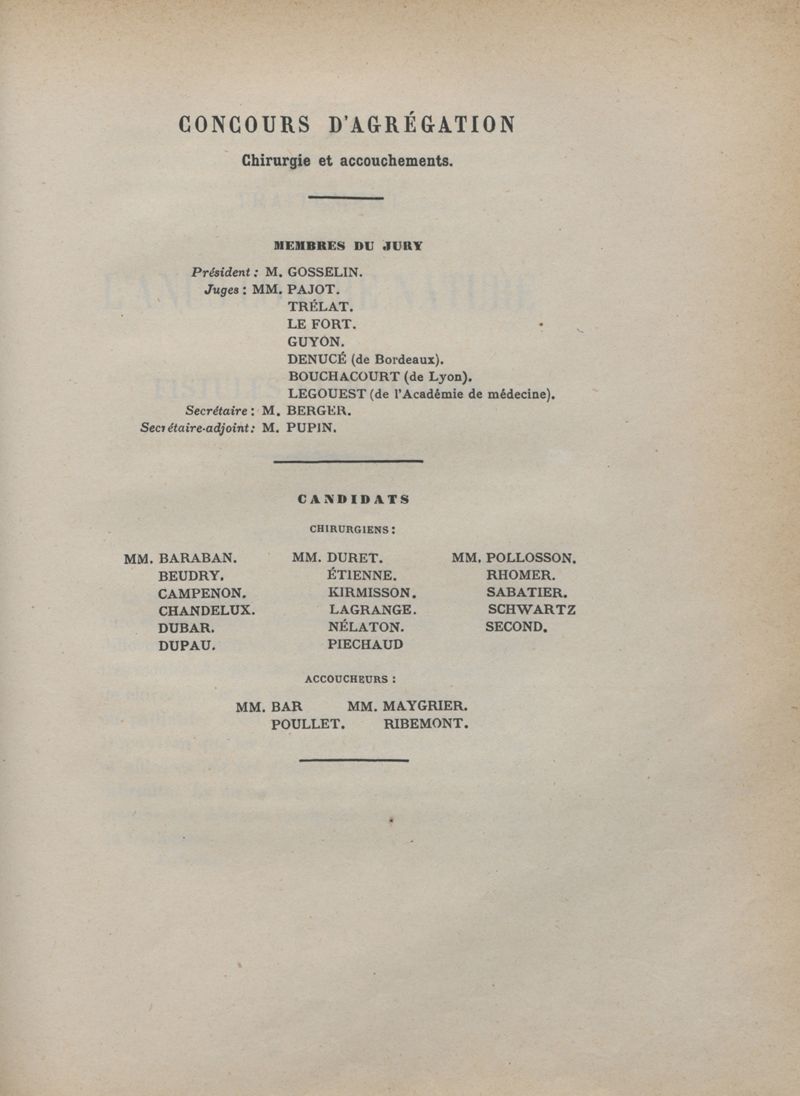 CONCOURS D'AGRÉGATION
Chirurgie et accouchements.
MEMBRES DU JURY
Président : M. GOSSELIN.
Juges : MM. PAJOT.
TRÉLAT.
LE FORT.
GUYON.
DENUCÉ (de Bordeaux).
BOUCHACOURT (de Lyon).
LEGOUEST (de l'Académie de médecine).
Secrétaire : M. BERGER.
Secrétaire-adjoint : M. PUPIN.
CANDIDATS
CHIRURGIENS :
MM. BARABAN. MM. DURET. MM. POLLOSSON.
BEUDRY. ÉTIENNE. RHOMER.
CAMPENON. KIRMISSON. SABATIER.
CHANDELUX. LAGRANGE. SCHWARTZ
DUBAR. NÉLATON. SECOND.
DUPAU. PIECHAUD
ACCOUCHEURS :
MM. BAR MM. MAYGRIER.
POULLET. RIBEMONT.